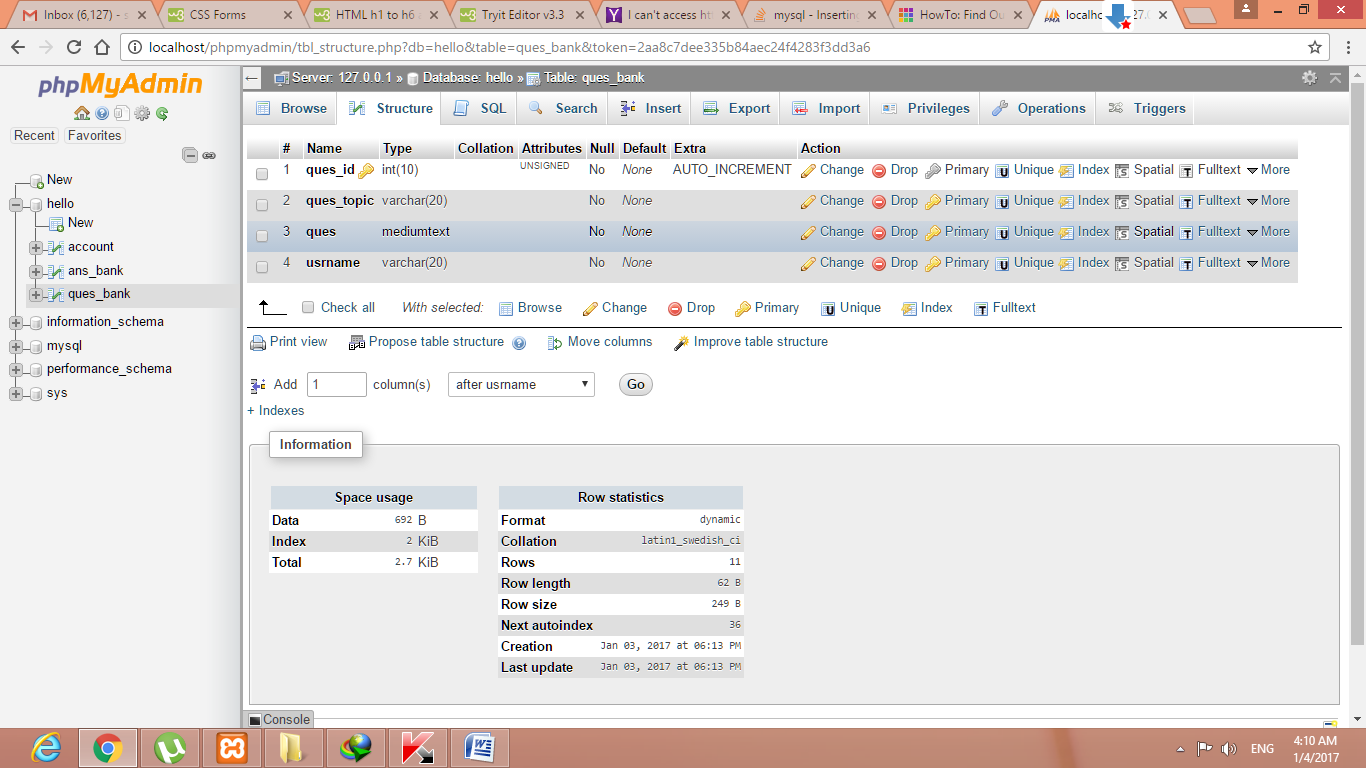 Inbox (6,127) - s
CSS Forms
HTML h1 to h6
Tryit Editor v3.3
I can't access ht
mysql - Inserting
HowTo: Find Ou
localho 127.0
localhost/phpmyadmin/tbl_structure.php?db=hello&table=ques_bank&token=2aa8c7dee335b84aec24f4283f3dd3a6
phpMyAdmin
Recent Favorites
New
hello
New
account
ans_bank
ques_bank
information_schema
mysql
performance_schema
sys
Server: 127.0.0.1 » Database: hello » Table: ques_bank
Browse Structure SQL Search Insert Export Import Privileges Operations Triggers
# Name Type Collation Attributes Null Default Extra Action
1 ques_id int(10) UNSIGNED No None AUTO_INCREMENT Change Drop Primary Unique Index Spatial Fulltext More
2 ques_topic varchar(20) No None Change Drop Primary Unique Index Spatial Fulltext More
3 ques mediumtext No None Change Drop Primary Unique Index Spatial Fulltext More
4 usrname varchar(20) No None Change Drop Primary Unique Index Spatial Fulltext More
Check all With selected: Browse Change Drop Primary Unique Index Fulltext
Print view Propose table structure Move columns Improve table structure
Add 1 column(s) after usrname Go
+ Indexes
Information
Space usage
Data 692 B
Index 2 KiB
Total 2.7 KiB
Row statistics
Format dynamic
Collation latin1_swedish_ci
Rows 11
Row length 62 B
Row size 249 B
Next autoindex 36
Creation Jan 03, 2017 at 06:13 PM
Last update Jan 03, 2017 at 06:13 PM
Console
ENG
4:10 AM
1/4/2017